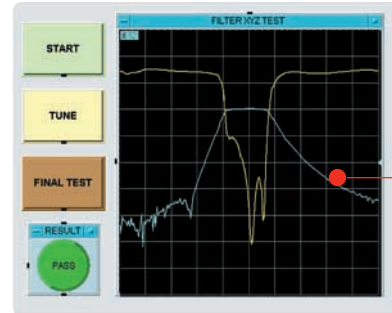 FILTER XYZ TEST
START
TUNE
FINAL TEST
RESULT
PASS